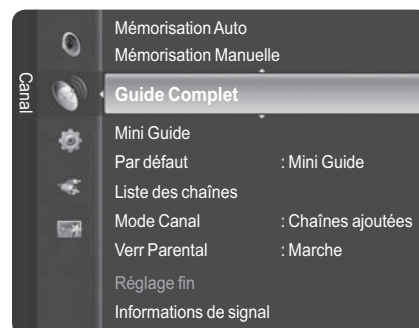 Canal
Mémorisation Auto
Mémorisation Manuelle
Guide Complet
Mini Guide
Par défaut : Mini Guide
Liste des chaînes
Mode Canal : Chaînes ajoutées
Verr Parental : Marche
Réglage fin
Informations de signal